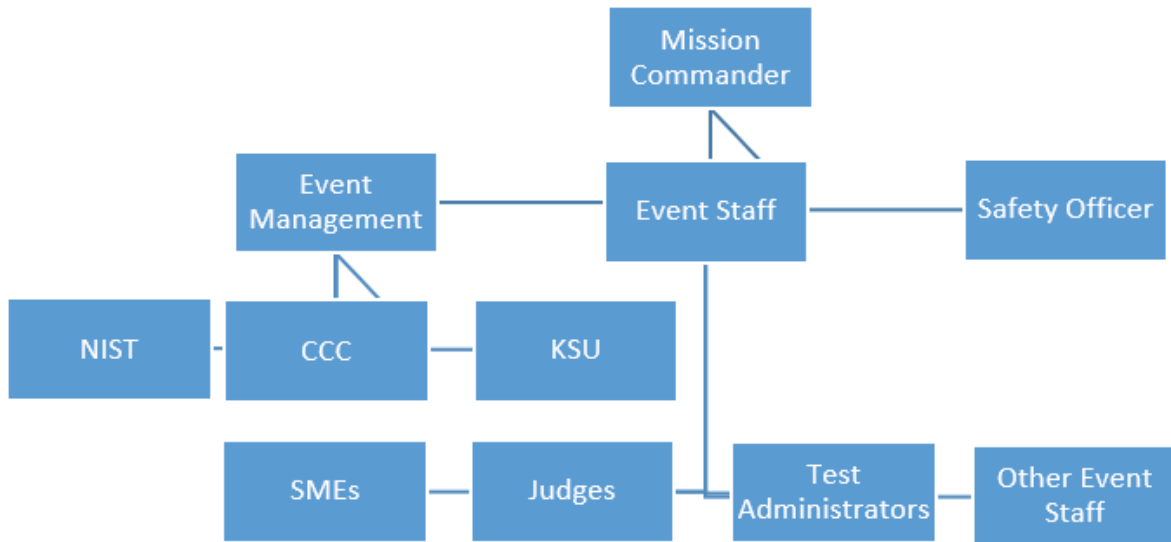 Mission
Commander
Event
Management
Event Staff
Safety Officer
NIST
CCC
KSU
SMEs
Judges
Test
Administrators
Other Event
Staff